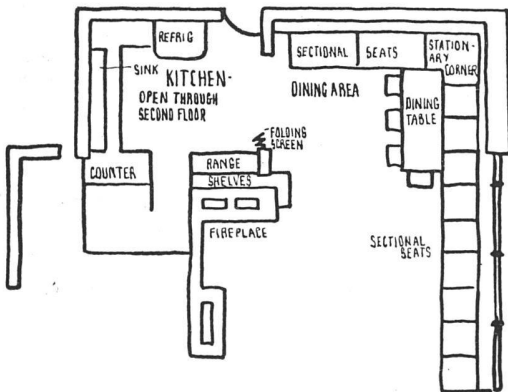 REFRIG
SECTIONAL SEATS
STATION-
ARY
CORNER
SINK
KITCHEN-
OPEN THROUGH
SECOND FLOOR
DINING AREA
DINING
TABLE
FOLDING
SCREEN
RANGE
SHELVES
COUNTER
FIREPLACE
SECTIONAL
SEATS